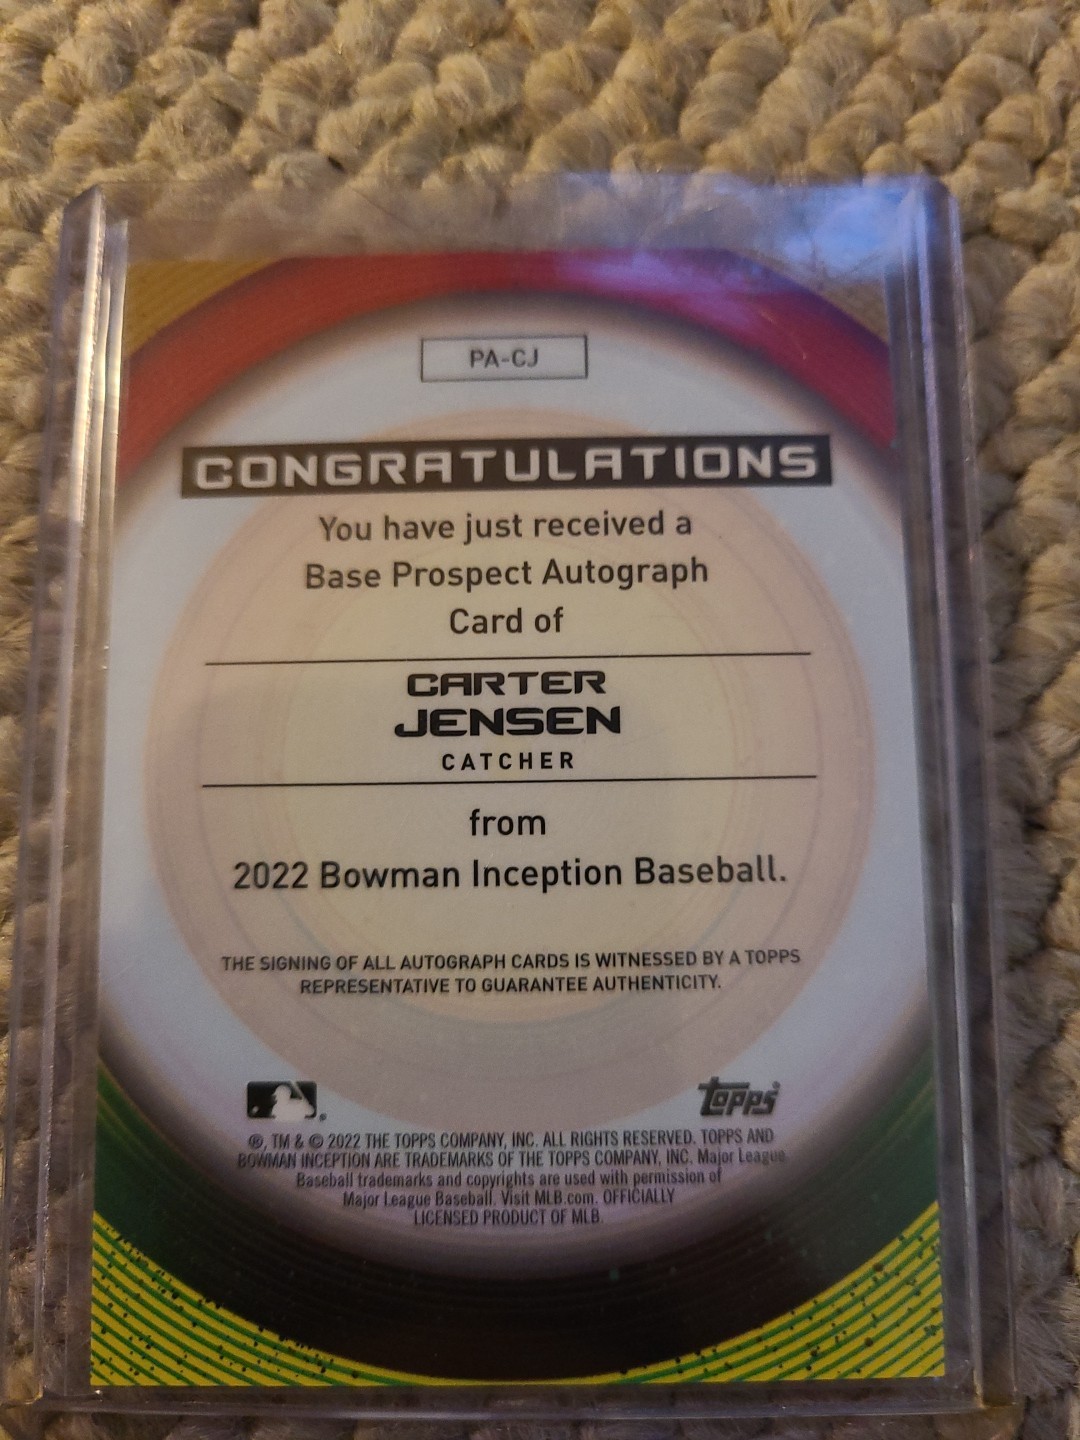 PA-CJ
CONGRATULATIONS
You have just received a
Base Prospect Autograph
Card of
CARTER
JENSEN
CATCHER
from
2022 Bowman Inception Baseball.
THE SIGNING OF ALL AUTOGRAPH CARDS IS WITNESSED BY A TOPPS
REPRESENTATIVE TO GUARANTEE AUTHENTICITY.
®
topps®
®, TM & © 2022 THE TOPPS COMPANY, INC. ALL RIGHTS RESERVED. TOPPS AND
BOWMAN INCEPTION ARE TRADEMARKS OF THE TOPPS COMPANY, INC. Major League
Baseball trademarks and copyrights are used with permission of
Major League Baseball. Visit MLB.com. OFFICIALLY
LICENSED PRODUCT OF MLB.